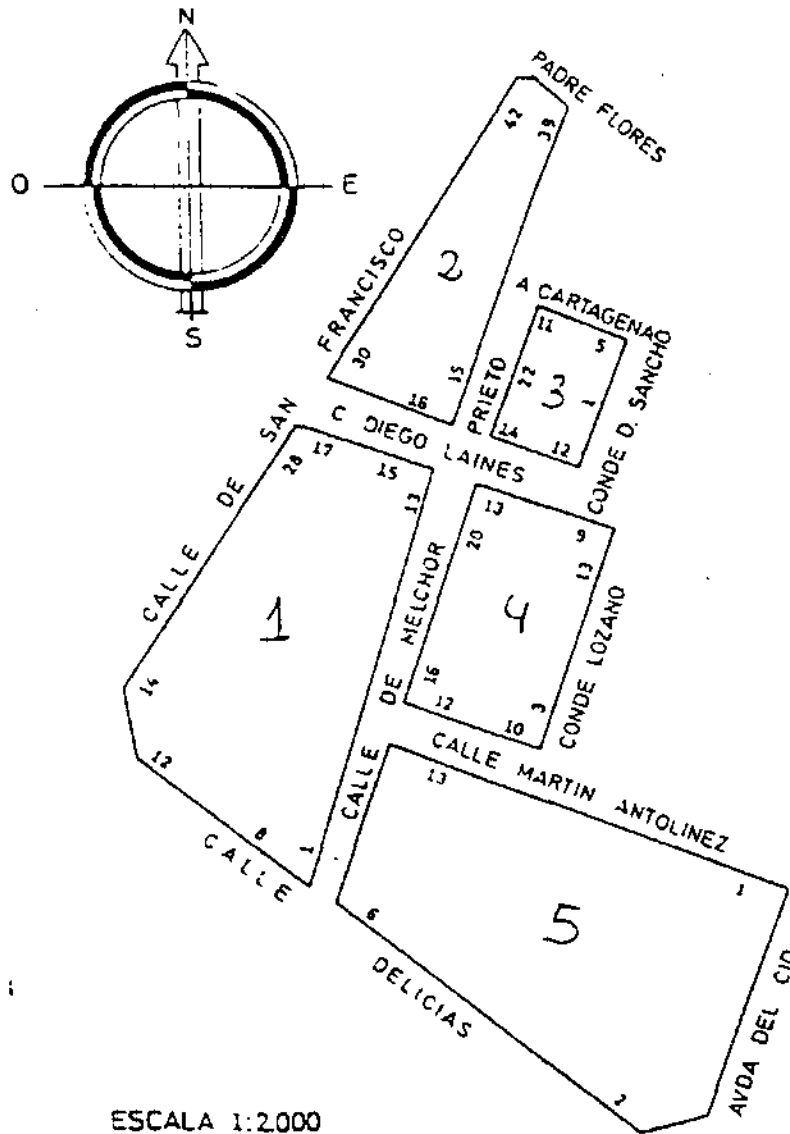 N
O
E
S
PADRE FLORES
42
39
FRANCISCO
2
A CARTAGENAO
11
5
30
15
PRIETO
22
3
1
CONDE D. SANCHO
16
14
12
SAN
C DIEGO LAINES
17
28
15
13
DE
CALLE
13
9
20
13
MELCHOR
4
CONDE LOZANO
1
16
12
10
3
DE
14
CALLE MARTIN ANTOLINEZ
12
CALLE
13
8
1
CALLE
1
6
5
DELICIAS
AVDA DEL CID
2
ESCALA 1:2.000